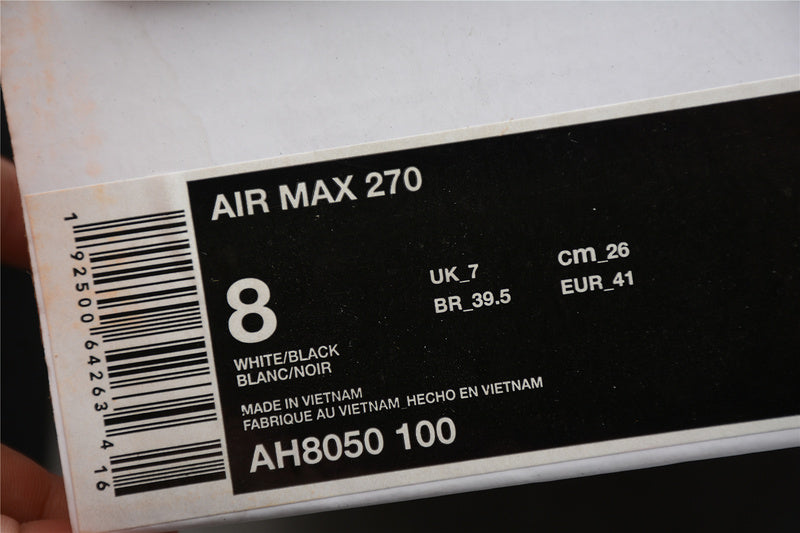 AIR MAX 270
8
UK_7
cm_26
BR_39.5
EUR_41
WHITE/BLACK
BLANC/NOIR
MADE IN VIETNAM
FABRIQUE AU VIETNAM_HECHO EN VIETNAM
AH8050 100
1 92500 64263 4 16